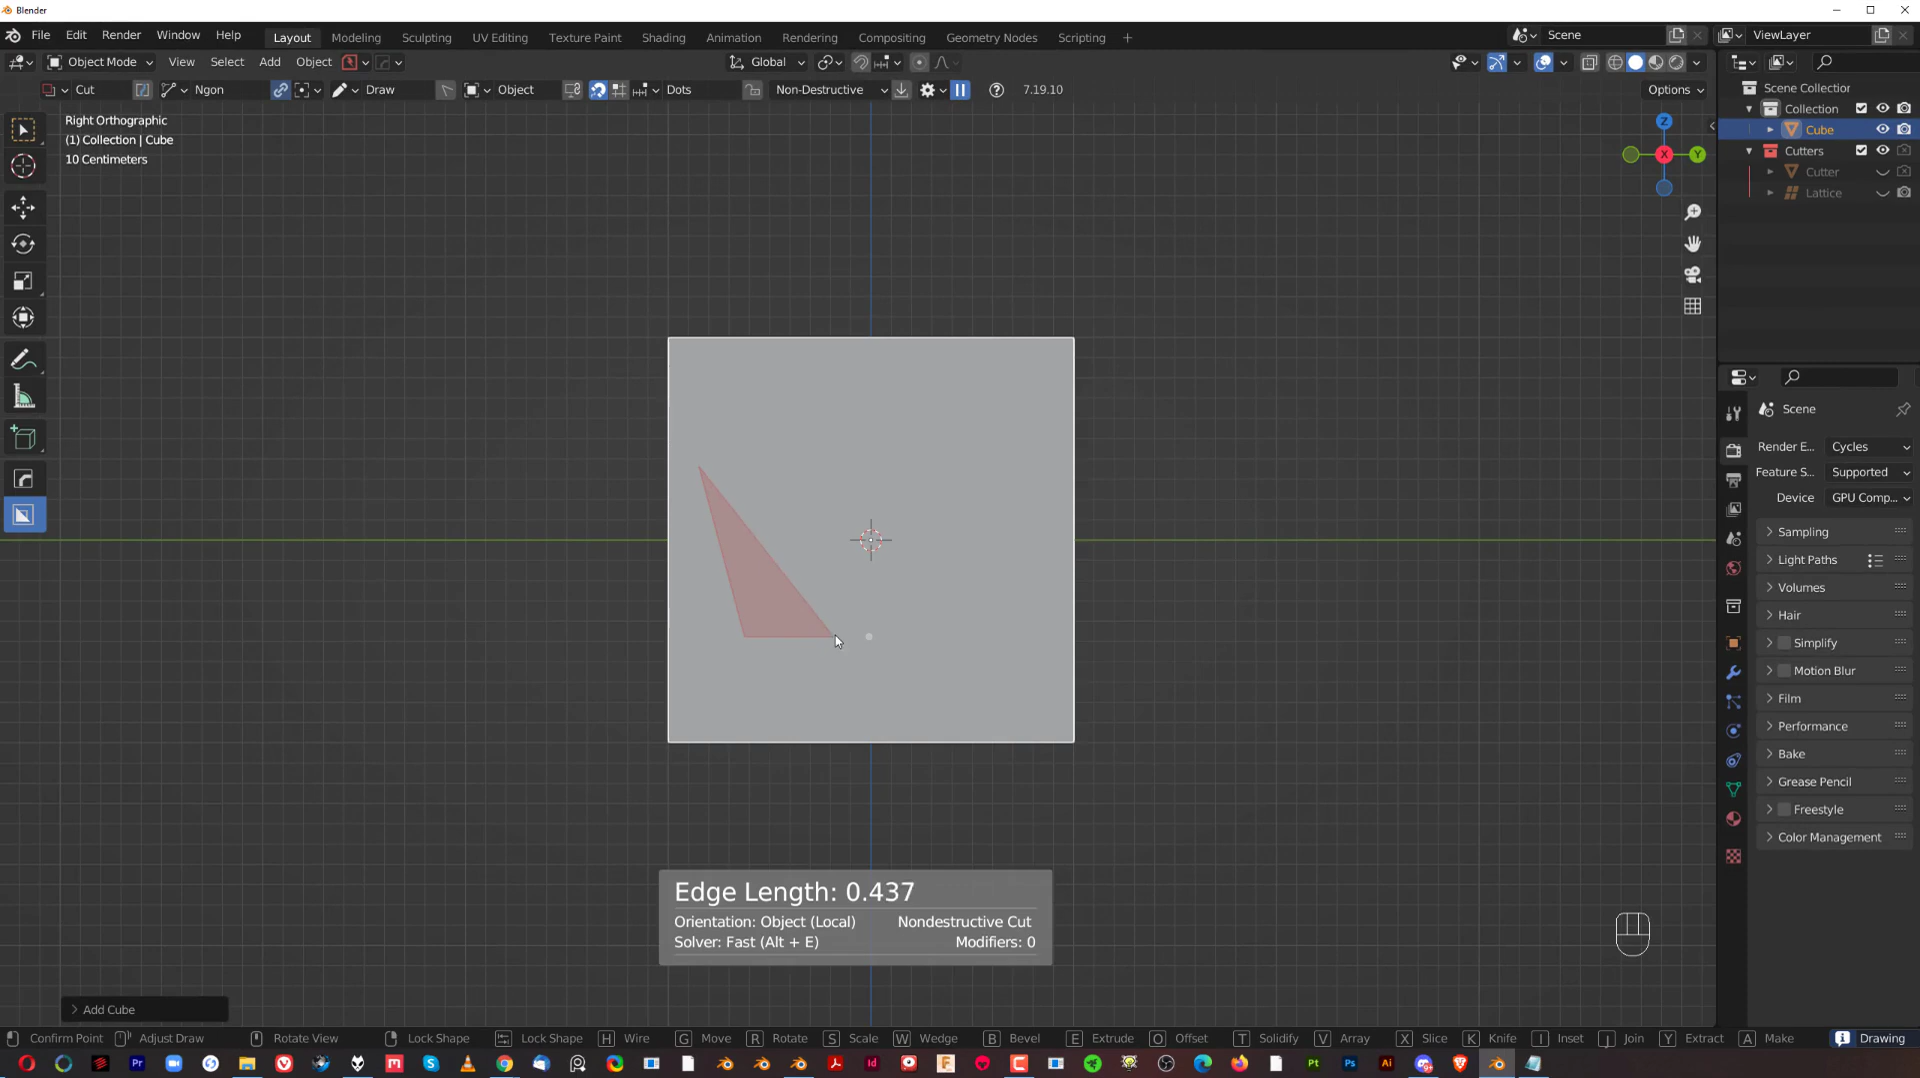 Blender
File Edit Render Window Help Layout Modeling Sculpting UV Editing Texture Paint Shading Animation Rendering Compositing Geometry Nodes Scripting + Scene ViewLayer
Object Mode View Select Add Object Global
Cut Ngon Draw Object Dots Non-Destructive 7.19.10 Options
Right Orthographic
(1) Collection | Cube
10 Centimeters
Z
X
Y
Scene Collection
Collection
Cube
Cutters
Cutter
Lattice
Scene
Render E... Cycles
Feature S... Supported
Device GPU Comp...
Sampling
Light Paths
Volumes
Hair
Simplify
Motion Blur
Film
Performance
Bake
Grease Pencil
Freestyle
Color Management
Edge Length: 0.437
Orientation: Object (Local) Nondestructive Cut
Solver: Fast (Alt + E) Modifiers: 0
Add Cube
Confirm Point Adjust Draw Rotate View Lock Shape Lock Shape H Wire G Move R Rotate S Scale W Wedge B Bevel E Extrude O Offset T Solidify V Array X Slice K Knife I Inset J Join Y Extract A Make Drawing
Pr Id Pt Ps Ai